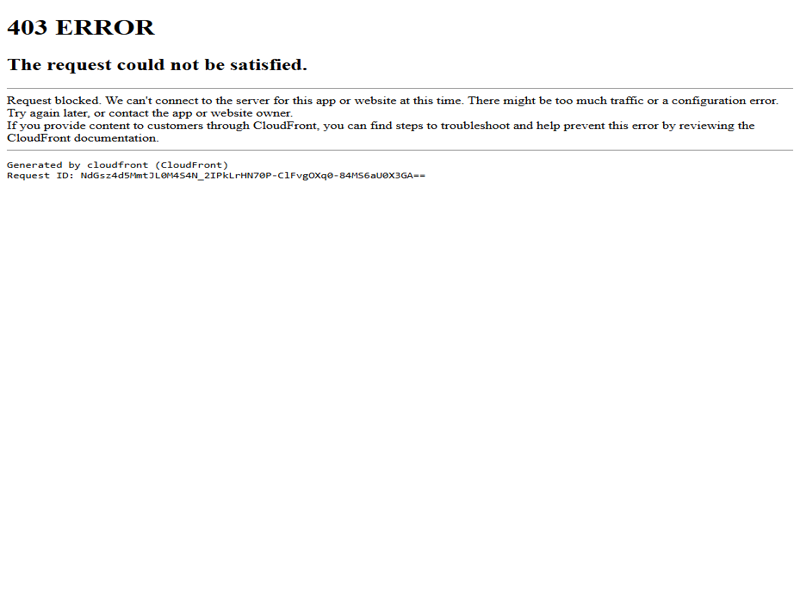 403 ERROR
The request could not be satisfied.
Request blocked. We can't connect to the server for this app or website at this time. There might be too much traffic or a configuration error.
Try again later, or contact the app or website owner.
If you provide content to customers through CloudFront, you can find steps to troubleshoot and help prevent this error by reviewing the
CloudFront documentation.
Generated by cloudfront (CloudFront)
Request ID: NdGsz4d5MmtJL0M4S4N_2IPkLrHN70P-ClFvgOXq0-84MS6aU0X3GA==